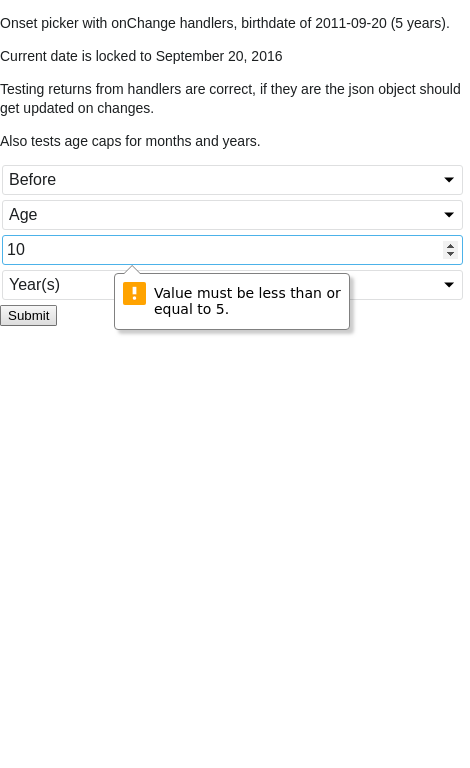 Onset picker with onChange handlers, birthdate of 2011-09-20 (5 years).
Current date is locked to September 20, 2016
Testing returns from handlers are correct, if they are the json object should
get updated on changes.
Also tests age caps for months and years.
Before
Age
10
Year(s)
Value must be less than or
equal to 5.
Submit